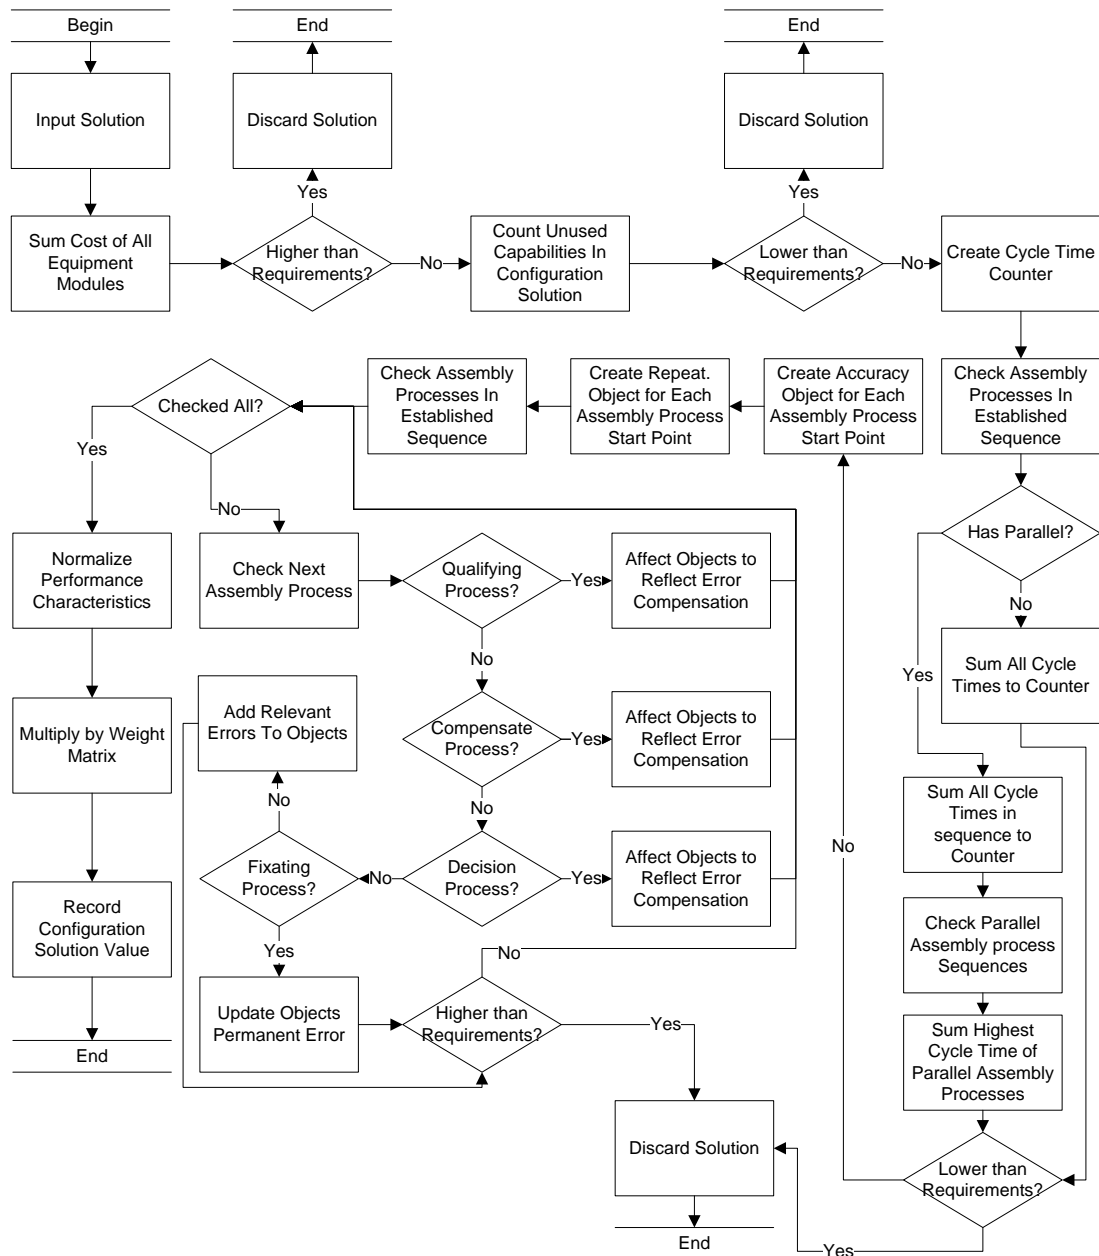 Begin
End
End
Input Solution
Discard Solution
Discard Solution
Yes
Yes
Sum Cost of All
Equipment
Modules
Higher than
Requirements?
No
Count Unused
Capabilities In
Configuration
Solution
Lower than
Requirements?
No
Create Cycle Time
Counter
Checked All?
Check Assembly
Processes In
Established
Sequence
Create Repeat.
Object for Each
Assembly Process
Start Point
Create Accuracy
Object for Each
Assembly Process
Start Point
Check Assembly
Processes In
Established
Sequence
Yes
No
Has Parallel?
Normalize
Performance
Characteristics
Check Next
Assembly Process
Qualifying
Process?
Yes
Affect Objects to
Reflect Error
Compensation
No
No
Yes
Sum All Cycle
Times to Counter
Multiply by Weight
Matrix
Add Relevant
Errors To Objects
Compensate
Process?
Yes
Affect Objects to
Reflect Error
Compensation
No
No
Sum All Cycle
Times in
sequence to
Counter
No
Record
Configuration
Solution Value
Fixating
Process?
No
Decision
Process?
Yes
Affect Objects to
Reflect Error
Compensation
Yes
No
Check Parallel
Assembly process
Sequences
Update Objects
Permanent Error
Higher than
Requirements?
Yes
Sum Highest
Cycle Time of
Parallel Assembly
Processes
End
Discard Solution
Lower than
Requirements?
End
Yes